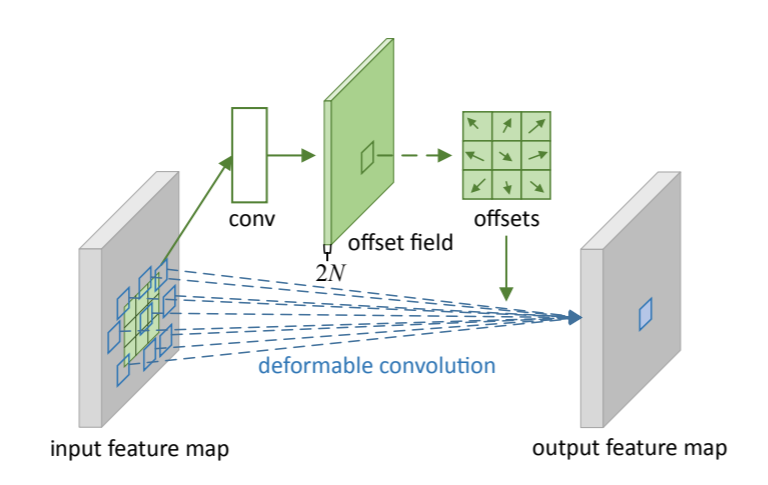 conv
offset field
offsets
2N
deformable convolution
input feature map
output feature map